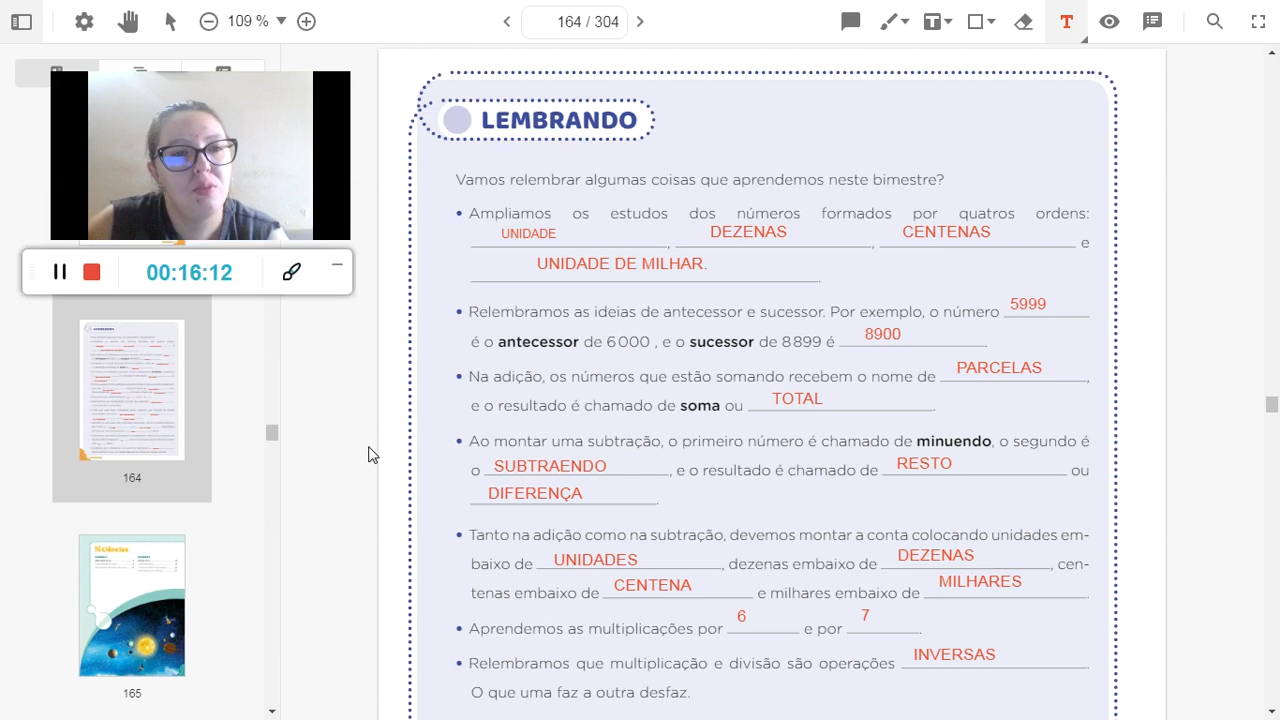 109 %
164 / 304
LEMBRANDO
00:16:12
Vamos relembrar algumas coisas que aprendemos neste bimestre?
• Ampliamos os estudos dos números formados por quatros ordens:
UNIDADE, DEZENAS, CENTENAS e
UNIDADE DE MILHAR.
• Relembramos as ideias de antecessor e sucessor. Por exemplo, o número 5999
é o antecessor de 6 000 , e o sucessor de 8 899 é 8900
• Na adição, os números que estão somando nome de PARCELAS,
o resultado é chamado de soma ou TOTAL.
• Ao montar uma subtração, o primeiro número é chamado de minuendo, o segundo é
o SUBTRAENDO, e o resultado é chamado de RESTO ou
DIFERENÇA.
• Tanto na adição como na subtração, devemos montar a conta colocando unidades em-
baixo de UNIDADES, dezenas embaixo de DEZENAS, cen-
tenas embaixo de CENTENA e milhares embaixo de MILHARES.
• Aprendemos as multiplicações por 6 e por 7.
• Relembramos que multiplicação e divisão são operações INVERSAS.
O que uma faz a outra desfaz.
164
Ciências
165